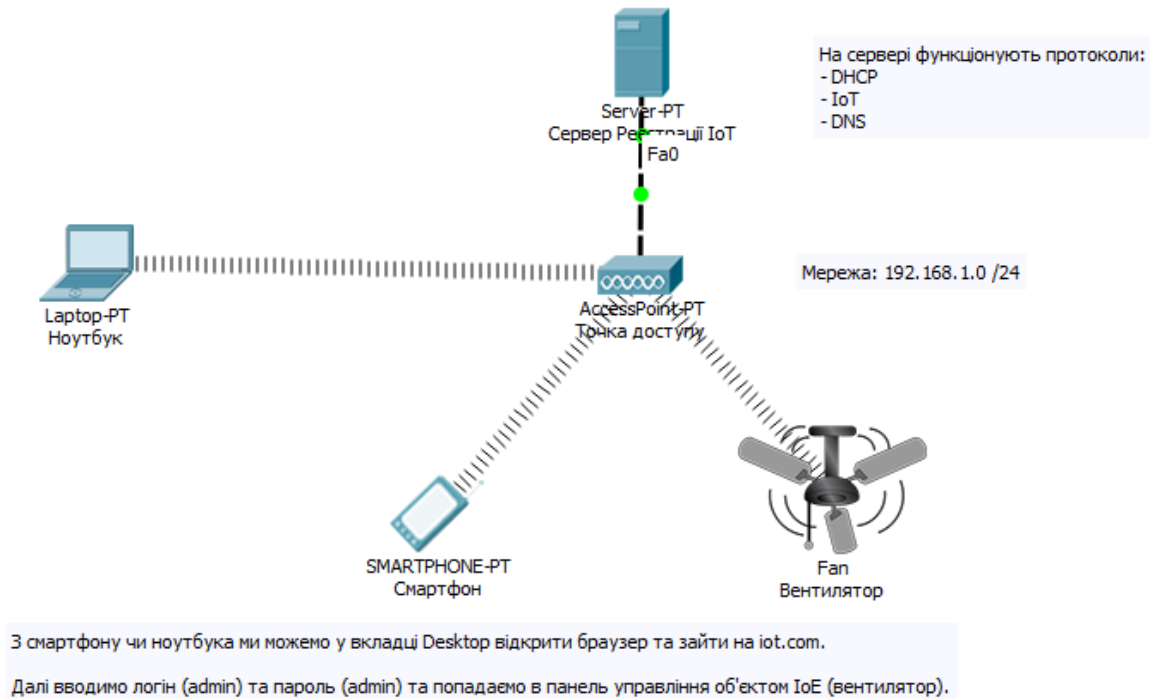 На сервері функціонують протоколи:
- DHCP
- IoT
- DNS
Server-PT
Сервер Реєстрації IoT
Fa0
Мережа: 192.168.1.0 /24
Laptop-PT
Ноутбук
AccessPoint-PT
Точка доступу
SMARTPHONE-PT
Смартфон
Fan
Вентилятор
З смартфону чи ноутбука ми можемо у вкладці Desktop відкрити браузер та зайти на iot.com.
Далі вводимо логін (admin) та пароль (admin) та попадаємо в панель управління об'єктом IoE (вентилятор).